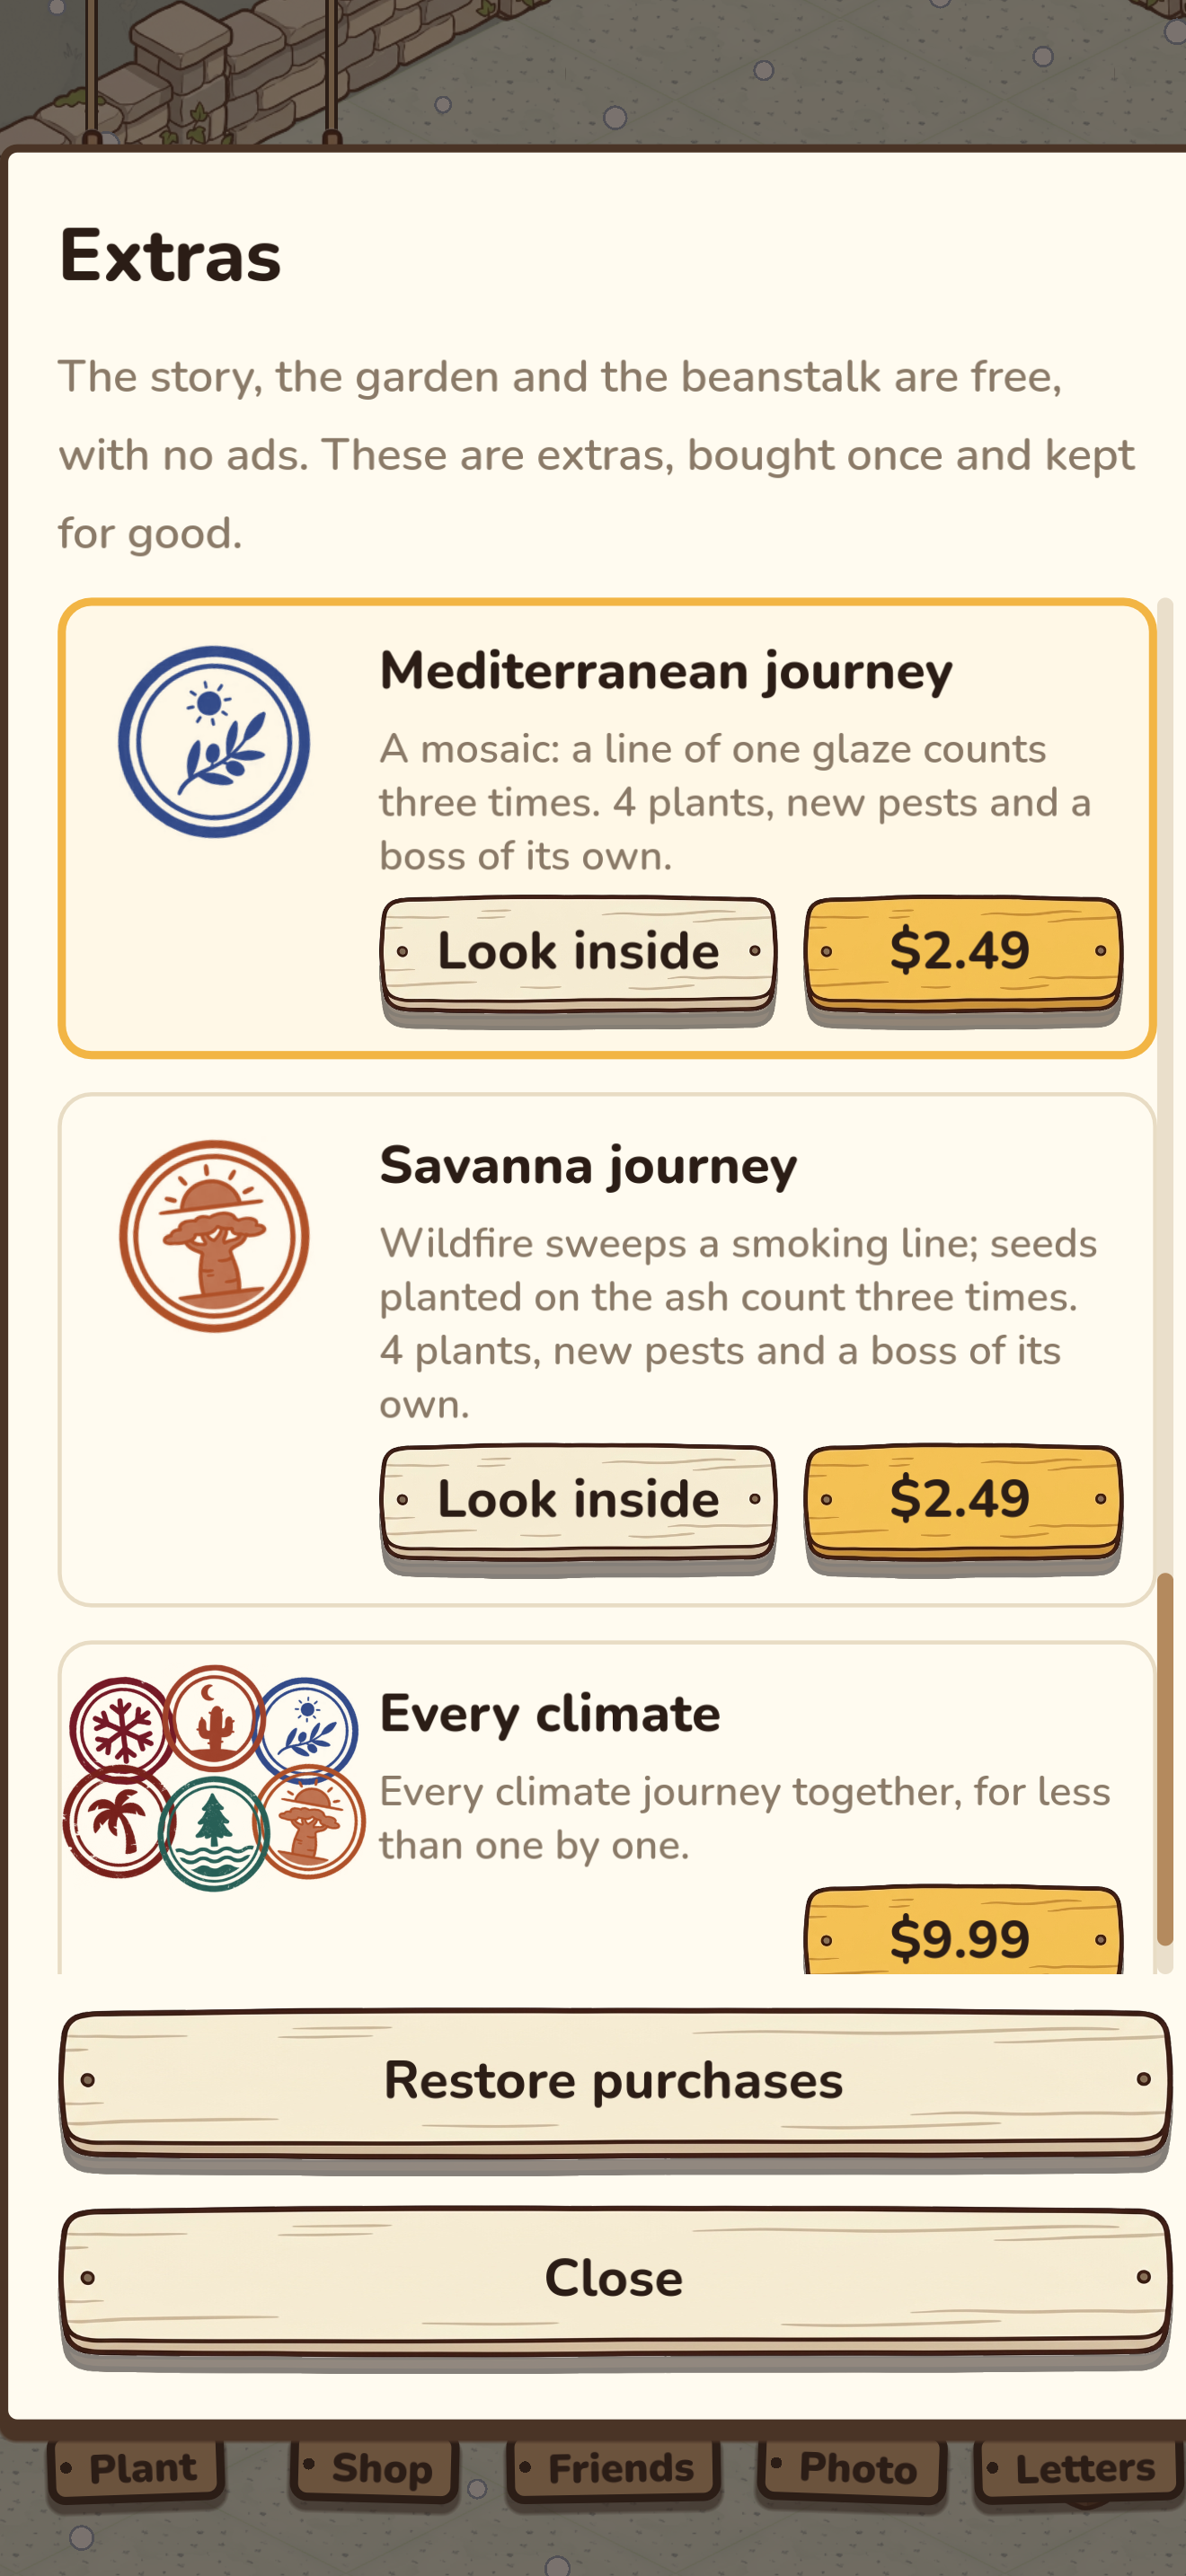 Extras
The story, the garden and the beanstalk are free,
with no ads. These are extras, bought once and kept
for good.
Mediterranean journey
A mosaic: a line of one glaze counts
three times. 4 plants, new pests and a
boss of its own.
Look inside
$2.49
Savanna journey
Wildfire sweeps a smoking line; seeds
planted on the ash count three times.
4 plants, new pests and a boss of its
own.
Look inside
$2.49
Every climate
Every climate journey together, for less
than one by one.
$9.99
Restore purchases
Close
Plant
Shop
Friends
Photo
Letters